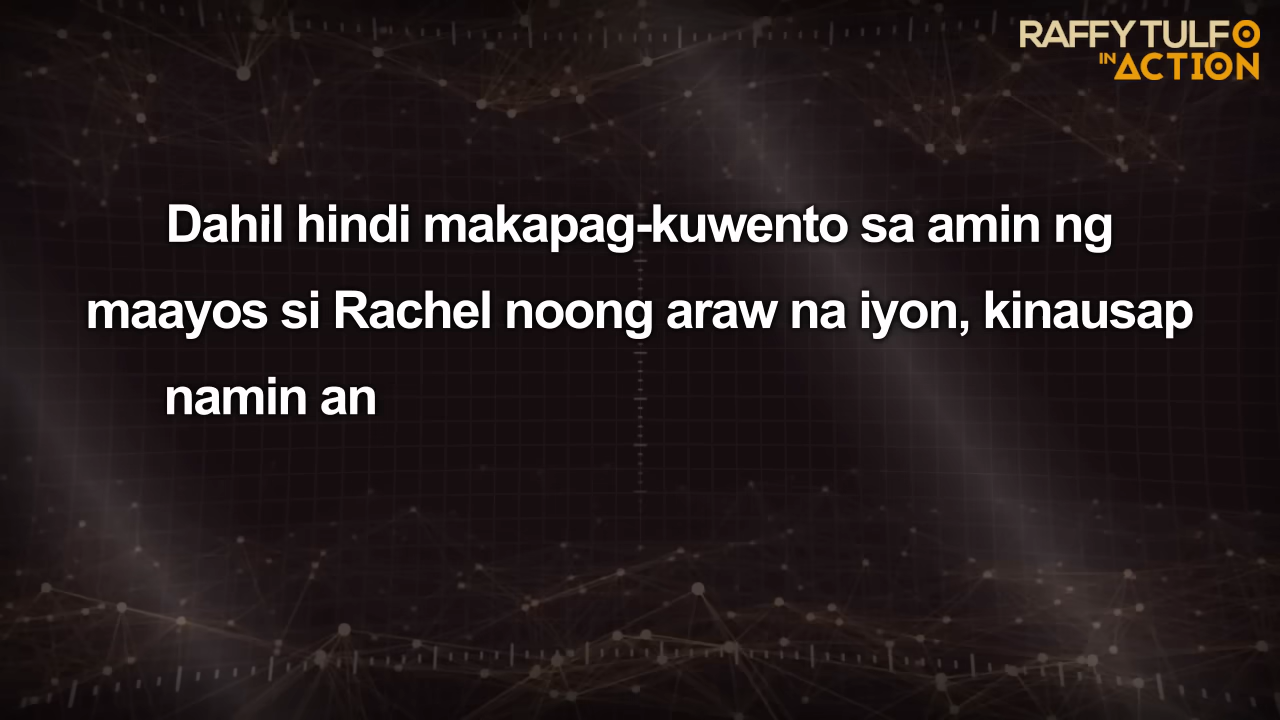 RAFFY TULFO
IN ACTION
Dahil hindi makapag-kuwento sa amin ng
maayos si Rachel noong araw na iyon, kinausap
namin an